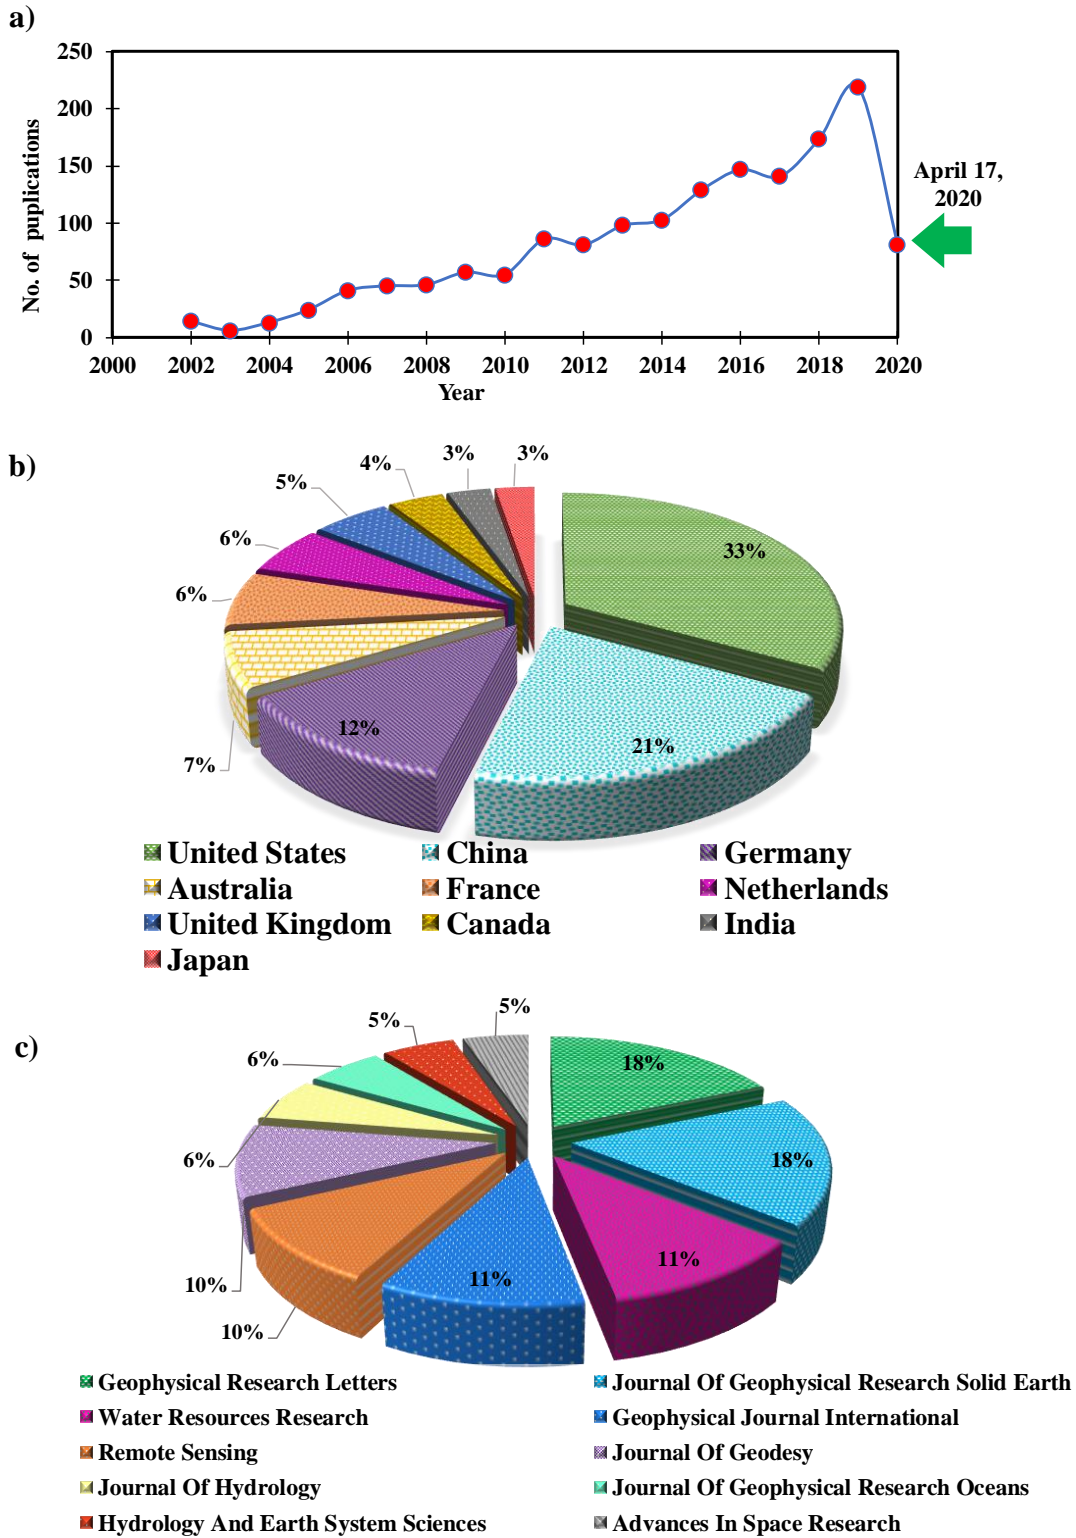 a)
250
200
150
100
50
0
No. of puplications
2000 2002 2004 2006 2008 2010 2012 2014 2016 2018 2020
Year
April 17,
2020
b)
33%
21%
12%
7%
6%
6%
5%
4%
3%
3%
United States China Germany
Australia France Netherlands
United Kingdom Canada India
Japan
c)
18%
18%
11%
11%
10%
10%
6%
6%
5%
5%
Geophysical Research Letters Journal Of Geophysical Research Solid Earth
Water Resources Research Geophysical Journal International
Remote Sensing Journal Of Geodesy
Journal Of Hydrology Journal Of Geophysical Research Oceans
Hydrology And Earth System Sciences Advances In Space Research